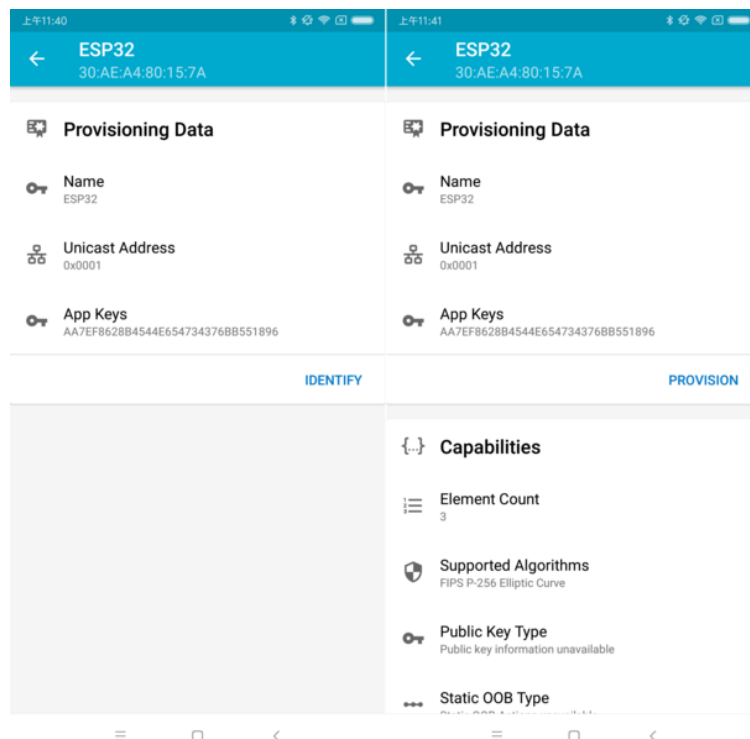 上午11:40
ESP32
30:AE:A4:80:15:7A
Provisioning Data
Name
ESP32
Unicast Address
0x0001
App Keys
AA7EF8628B4544E654734376BB551896
IDENTIFY
上午11:41
ESP32
30:AE:A4:80:15:7A
Provisioning Data
Name
ESP32
Unicast Address
0x0001
App Keys
AA7EF8628B4544E654734376BB551896
PROVISION
{...} Capabilities
Element Count
3
Supported Algorithms
FIPS P-256 Elliptic Curve
Public Key Type
Public key information unavailable
Static OOB Type